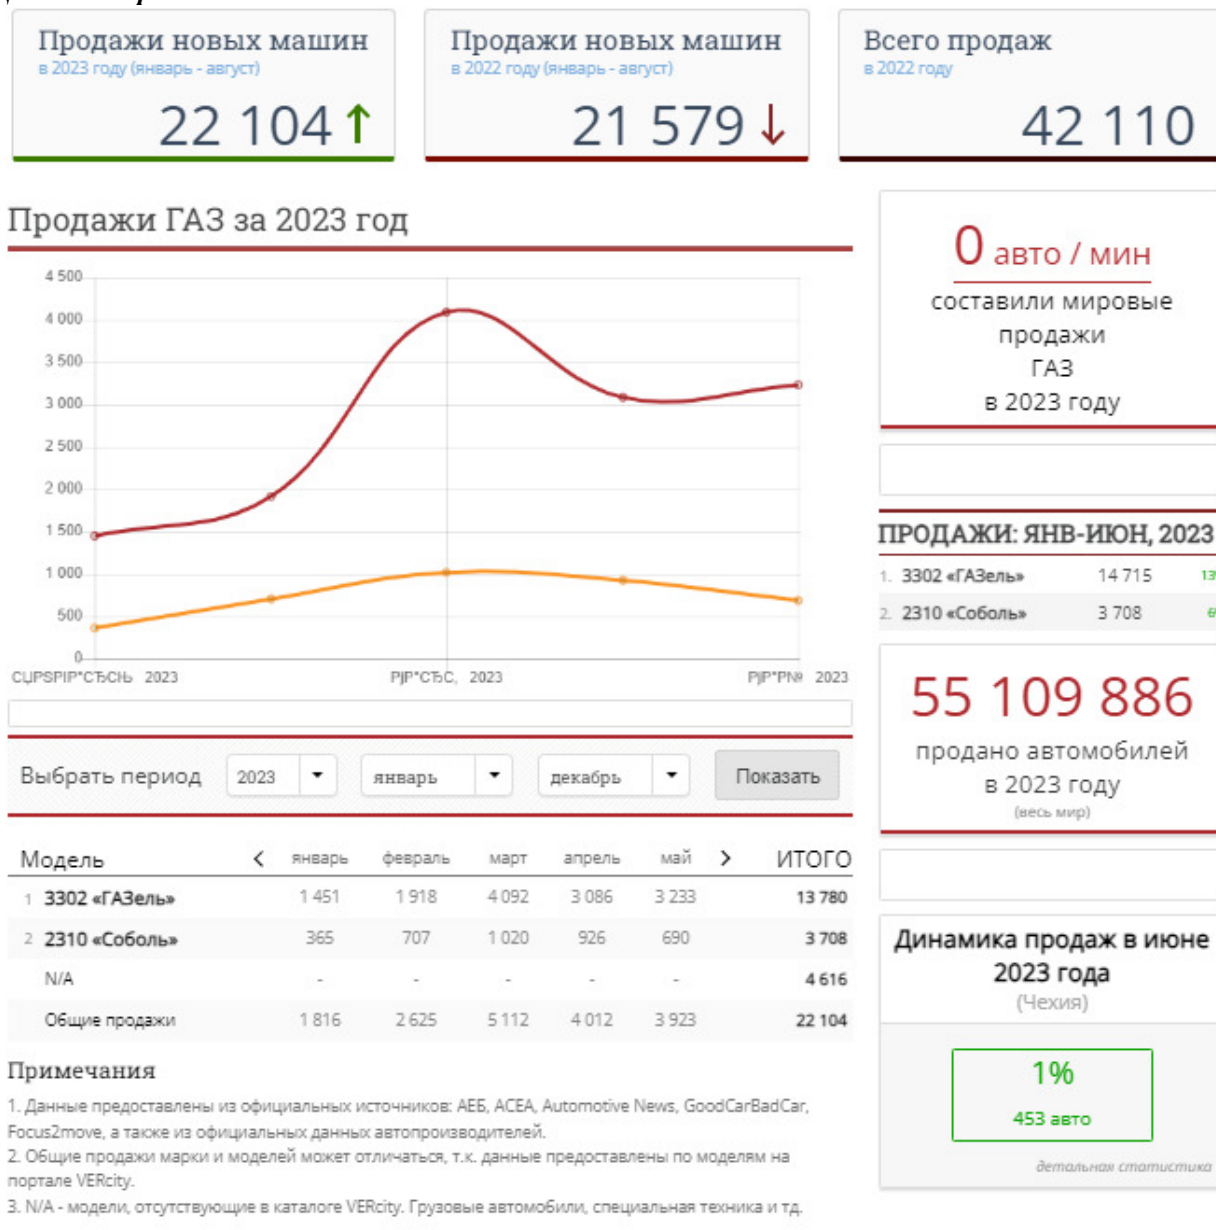 Продажи новых машин
в 2023 году (январь - август)
22 104
Продажи новых машин
в 2022 году (январь - август)
21 579
Всего продаж
в 2022 году
42 110
Продажи ГАЗ за 2023 год
4 500
4 000
3 500
3 000
2 500
2 000
1 500
1 000
500
0
2023
2023
2023
Выбрать период 2023 январь декабрь Показать
Модель < январь февраль март апрель май > ИТОГО
1 3302 «ГАЗель» 1 451 1 918 4 092 3 086 3 233 13 780
2 2310 «Соболь» 365 707 1 020 926 690 3 708
N/A - - - - - 4 616
Общие продажи 1 816 2 625 5 112 4 012 3 923 22 104
Примечания
1. Данные предоставлены из официальных источников: АЕБ, ACEA, Automotive News, GoodCarBadCar,
Focus2move, а также из официальных данных автопроизводителей.
2. Общие продажи марки и моделей может отличаться, т.к. данные предоставлены по моделям на
портале VERcity.
3. N/A - модели, отсутствующие в каталоге VERcity. Грузовые автомобили, специальная техника и тд.
0 авто / мин
составили мировые
продажи
ГАЗ
в 2023 году
ПРОДАЖИ: ЯНВ-ИЮН, 2023
1. 3302 «ГАЗель» 14 715
2. 2310 «Соболь» 3 708
55 109 886
продано автомобилей
в 2023 году
(весь мир)
Динамика продаж в июне
2023 года
(Чехия)
1%
453 авто
детальная статистика